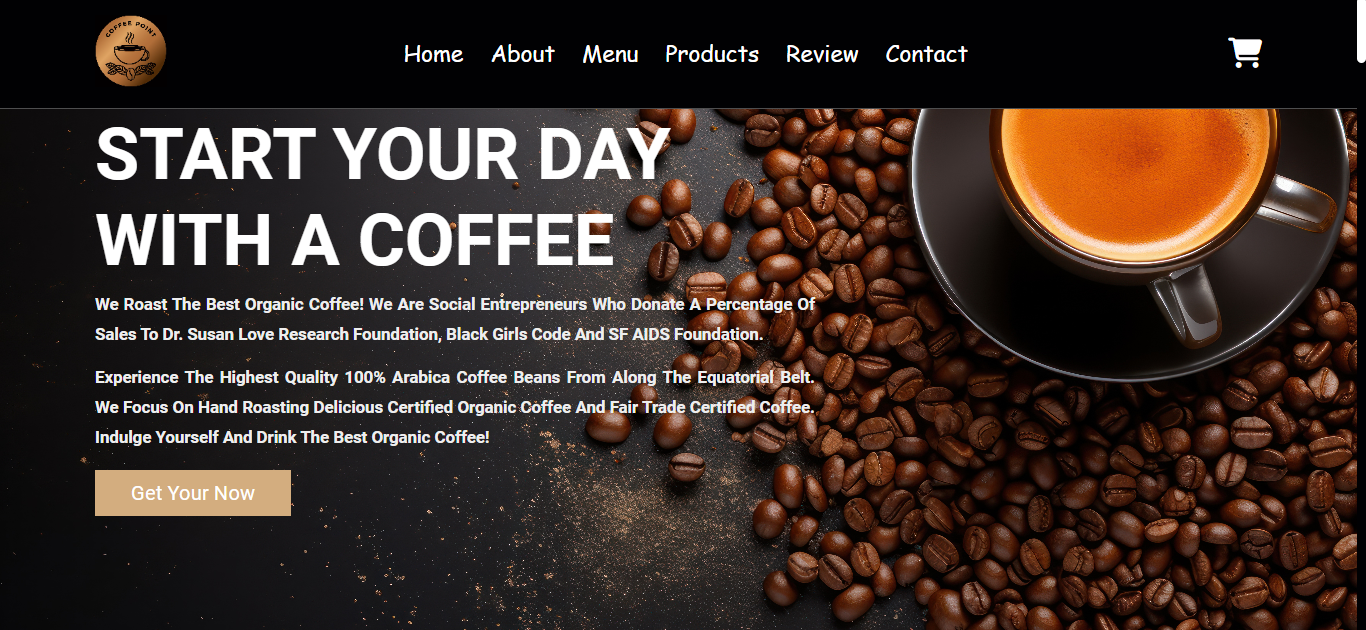 COFFEE POINT
Home About Menu Products Review Contact
START YOUR DAY
WITH A COFFEE
We Roast The Best Organic Coffee! We Are Social Entrepreneurs Who Donate A Percentage Of
Sales To Dr. Susan Love Research Foundation, Black Girls Code And SF AIDS Foundation.
Experience The Highest Quality 100% Arabica Coffee Beans From Along The Equatorial Belt.
We Focus On Hand Roasting Delicious Certified Organic Coffee And Fair Trade Certified Coffee.
Indulge Yourself And Drink The Best Organic Coffee!
Get Your Now